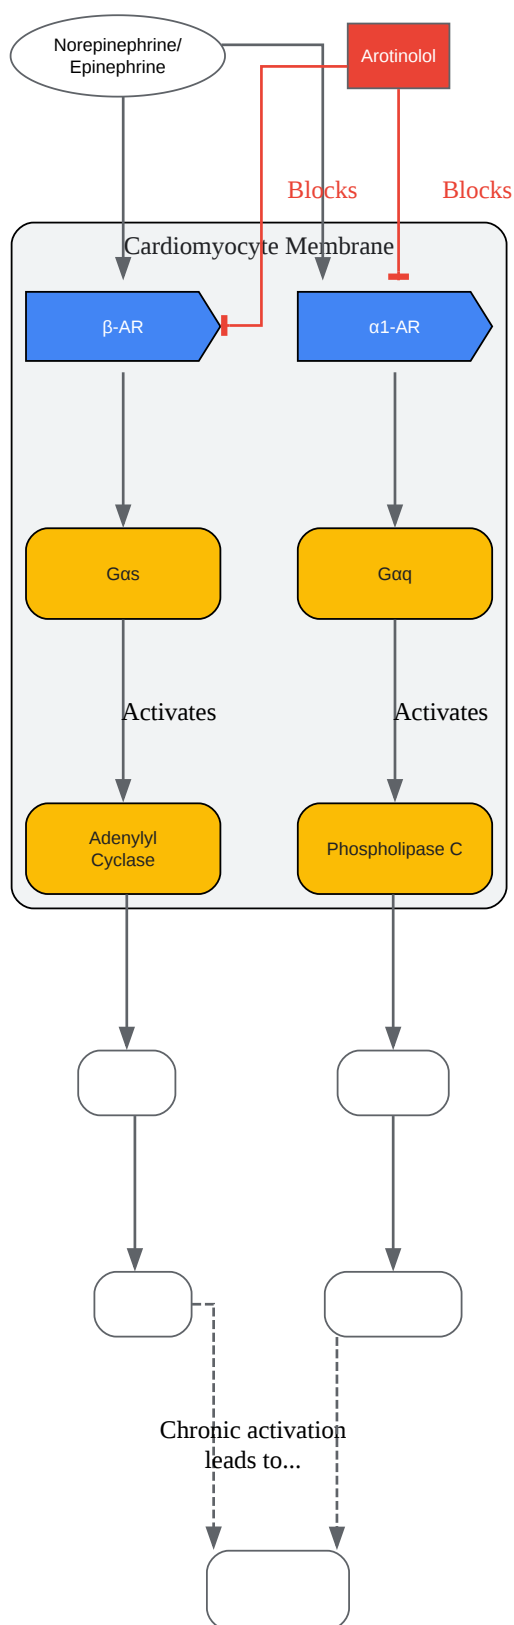 Norepinephrine/
Epinephrine
Arotinolol
Blocks
Blocks
Cardiomyocyte Membrane
β-AR
α1-AR
Gαs
Gαq
Activates
Activates
Adenylyl
Cyclase
Phospholipase C
Chronic activation
leads to...